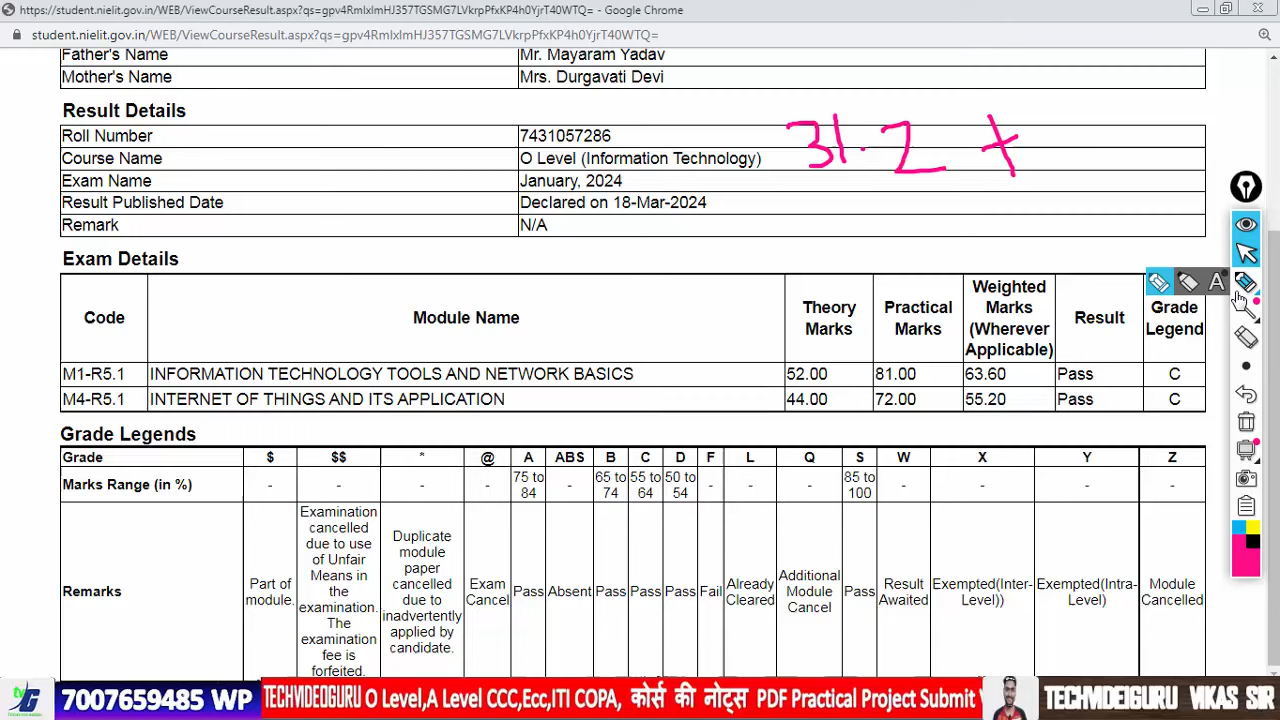 https://student.nielit.gov.in/WEB/ViewCourseResult.aspx?qs=gpv4RmIxlmHJ357TGSMG7LVkrpPfxKP4h0YjrT40WTQ= - Google Chrome
student.nielit.gov.in/WEB/ViewCourseResult.aspx?qs=gpv4RmIxlmHJ357TGSMG7LVkrpPfxKP4h0YjrT40WTQ=
Father's Name Mr. Mayaram Yadav
Mother's Name Mrs. Durgavati Devi
Result Details
Roll Number 7431057286
Course Name O Level (Information Technology)
31.2 +
Exam Name January, 2024
Result Published Date Declared on 18-Mar-2024
Remark N/A
Exam Details
Code Module Name Theory Marks Practical Marks Weighted Marks (Wherever Applicable) Result Grade Legend
A
M1-R5.1 INFORMATION TECHNOLOGY TOOLS AND NETWORK BASICS 52.00 81.00 63.60 Pass C
M4-R5.1 INTERNET OF THINGS AND ITS APPLICATION 44.00 72.00 55.20 Pass C
Grade Legends
Grade $ $$ * @ A ABS B C D F L Q S W X Y Z
Marks Range (in %) - - - - 75 to 84 - 65 to 74 55 to 64 50 to 54 - - - 85 to 100 - - - -
Remarks Part of module. Examination cancelled due to use of Unfair Means in the examination. The examination fee is forfeited. Duplicate module paper cancelled due to inadvertently applied by candidate. Exam Cancel Pass Absent Pass Pass Pass Fail Already Cleared Additional Module Cancel Pass Result Awaited Exempted(Inter-Level)) Exempted(Intra-Level) Module Cancelled
7007659485 WP TECHVIDEOGURU O Level,A Level CCC,Ecc,ITI COPA, कोर्स की नोट्स PDF Practical Project Submit TECHVIDEIGURU VIKAS SIR